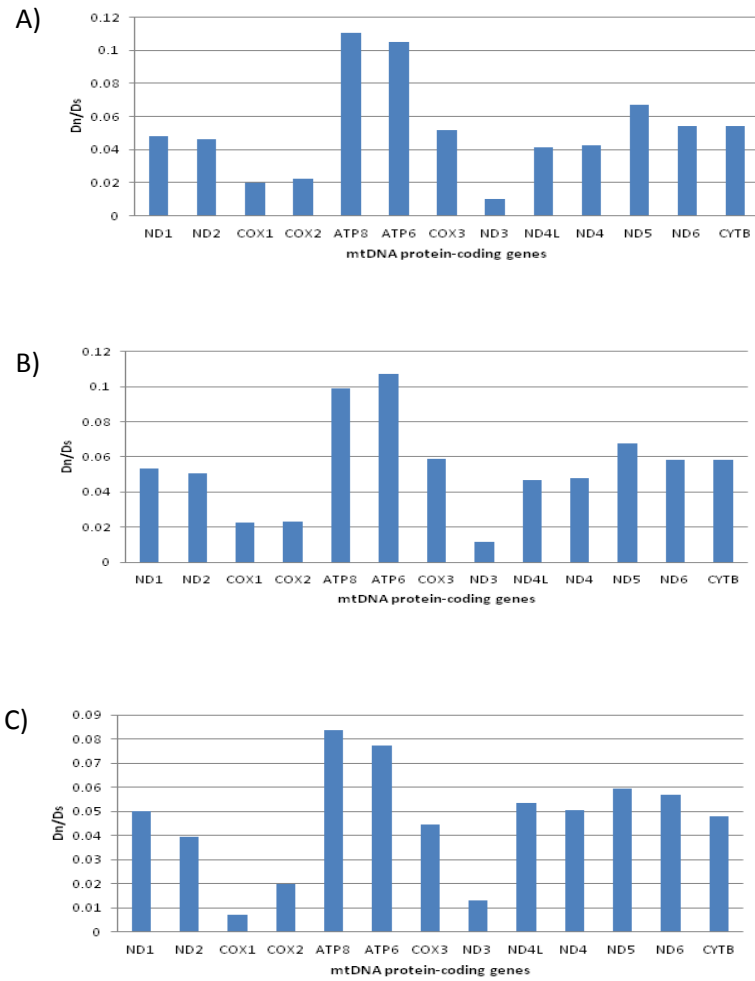 A)
0.12
0.1
0.08
0.06
0.04
0.02
0
Dn/Ds
ND1 ND2 COX1 COX2 ATP8 ATP6 COX3 ND3 ND4L ND4 ND5 ND6 CYTB
mtDNA protein-coding genes
B)
0.12
0.1
0.08
0.06
0.04
0.02
0
Dn/Ds
ND1 ND2 COX1 COX2 ATP8 ATP6 COX3 ND3 ND4L ND4 ND5 ND6 CYTB
mtDNA protein-coding genes
C)
0.09
0.08
0.07
0.06
0.05
0.04
0.03
0.02
0.01
0
Dn/Ds
ND1 ND2 COX1 COX2 ATP8 ATP6 COX3 ND3 ND4L ND4 ND5 ND6 CYTB
mtDNA protein-coding genes